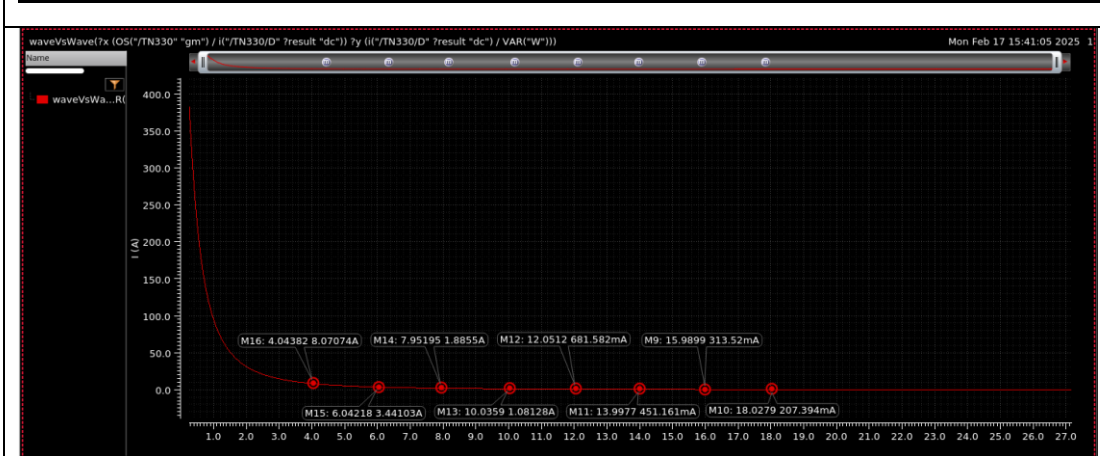 waveVsWave(?x (OS("/TN330" "gm") / i("/TN330/D" ?result "dc")) ?y (i("/TN330/D" ?result "dc") / VAR("W")))
Mon Feb 17 15:41:05 2025 1
Name
waveVsWa...R(
I (A)
400.0
350.0
300.0
250.0
200.0
150.0
100.0
50.0
0.0
M16: 4.04382 8.07074A
M14: 7.95195 1.8855A
M12: 12.0512 681.582mA
M9: 15.9899 313.52mA
M15: 6.04218 3.44103A
M13: 10.0359 1.08128A
M11: 13.9977 451.161mA
M10: 18.0279 207.394mA
1.0 2.0 3.0 4.0 5.0 6.0 7.0 8.0 9.0 10.0 11.0 12.0 13.0 14.0 15.0 16.0 17.0 18.0 19.0 20.0 21.0 22.0 23.0 24.0 25.0 26.0 27.0